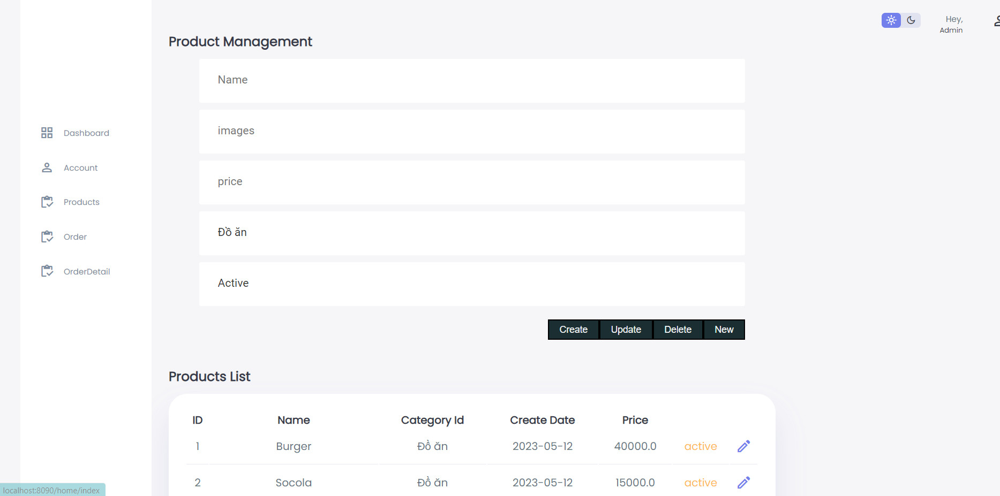 Hey,
Admin
Dashboard
Account
Products
Order
OrderDetail
Product Management
Name
images
price
Đồ ăn
Active
Create Update Delete New
Products List
ID Name Category Id Create Date Price
1 Burger Đồ ăn 2023-05-12 40000.0 active
2 Socola Đồ ăn 2023-05-12 15000.0 active
localhost:8090/home/index